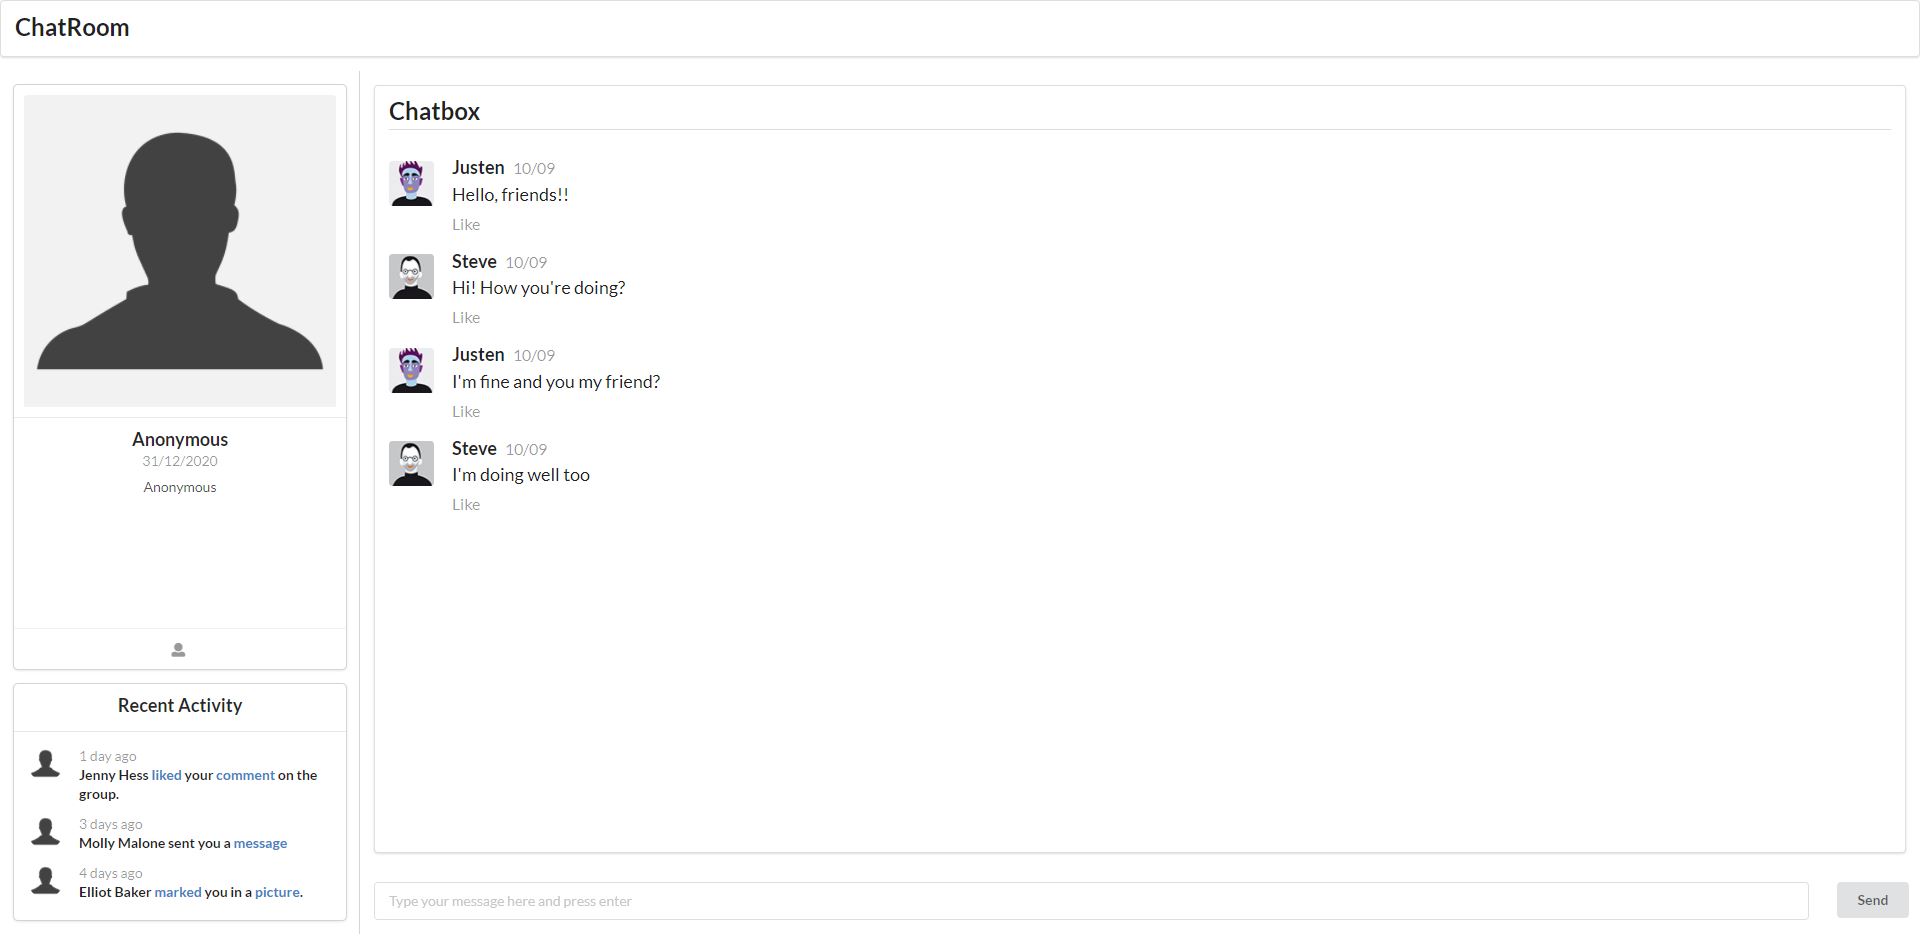 ChatRoom
Anonymous
31/12/2020
Anonymous
Recent Activity
1 day ago
Jenny Hess liked your comment on the
group.
3 days ago
Molly Malone sent you a message
4 days ago
Elliot Baker marked you in a picture.
Chatbox
Justen 10/09
Hello, friends!!
Like
Steve 10/09
Hi! How you're doing?
Like
Justen 10/09
I'm fine and you my friend?
Like
Steve 10/09
I'm doing well too
Like
Type your message here and press enter
Send